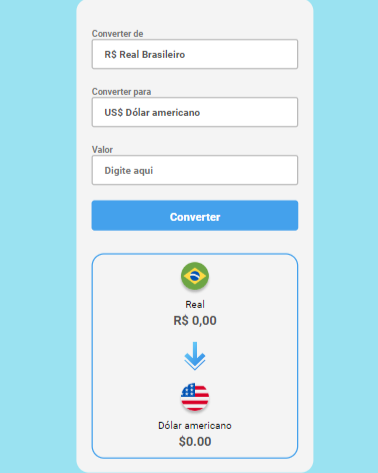 Converter de
R$ Real Brasileiro
Converter para
US$ Dólar americano
Valor
Digite aqui
Converter
Real
R$ 0,00
Dólar americano
$0.00